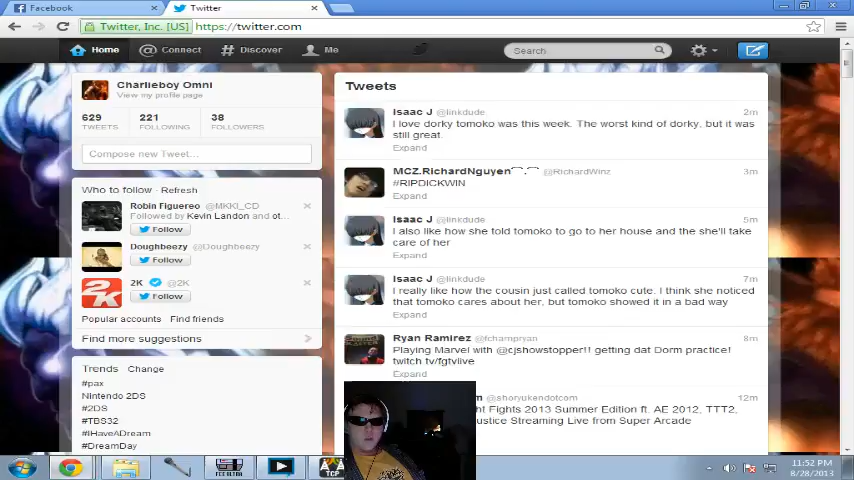 Facebook
Twitter
Twitter, Inc. [US]
https://twitter.com
Home
Connect
Discover
Me
Search
Charlieboy Omni
View my profile page
629
TWEETS
221
FOLLOWING
38
FOLLOWERS
Compose new Tweet...
Who to follow · Refresh
Robin Figuereo @MKKI_CD
Followed by Kevin Landon and ot...
Follow
Doughbeezy @Doughbeezy
Follow
2K @2K
Follow
Popular accounts · Find friends
Find more suggestions
Trends · Change
#pax
Nintendo 2DS
#2DS
#TBS32
#IHaveADream
#DreamDay
Tweets
Isaac J @linkdude 2m
I love dorky tomoko was this week. The worst kind of dorky, but it was
still great.
Expand
MCZ.RichardNguyen @RichardWinz 3m
#RIPDICKWIN
Expand
Isaac J @linkdude 5m
I also like how she told tomoko to go to her house and the she'll take
care of her
Expand
Isaac J @linkdude 7m
I really like how the cousin just called tomoko cute. I think she noticed
that tomoko cares about her, but tomoko showed it in a bad way
Expand
Ryan Ramirez @fchampryan 8m
Playing Marvel with @cjshowstopper!! getting dat Dorm practice!
twitch tv/fgtvlive
Expand
m @shoryukendotcom 12m
ht Fights 2013 Summer Edition ft. AE 2012, TTT2,
ustice Streaming Live from Super Arcade
TCP
11:52 PM
8/28/2013